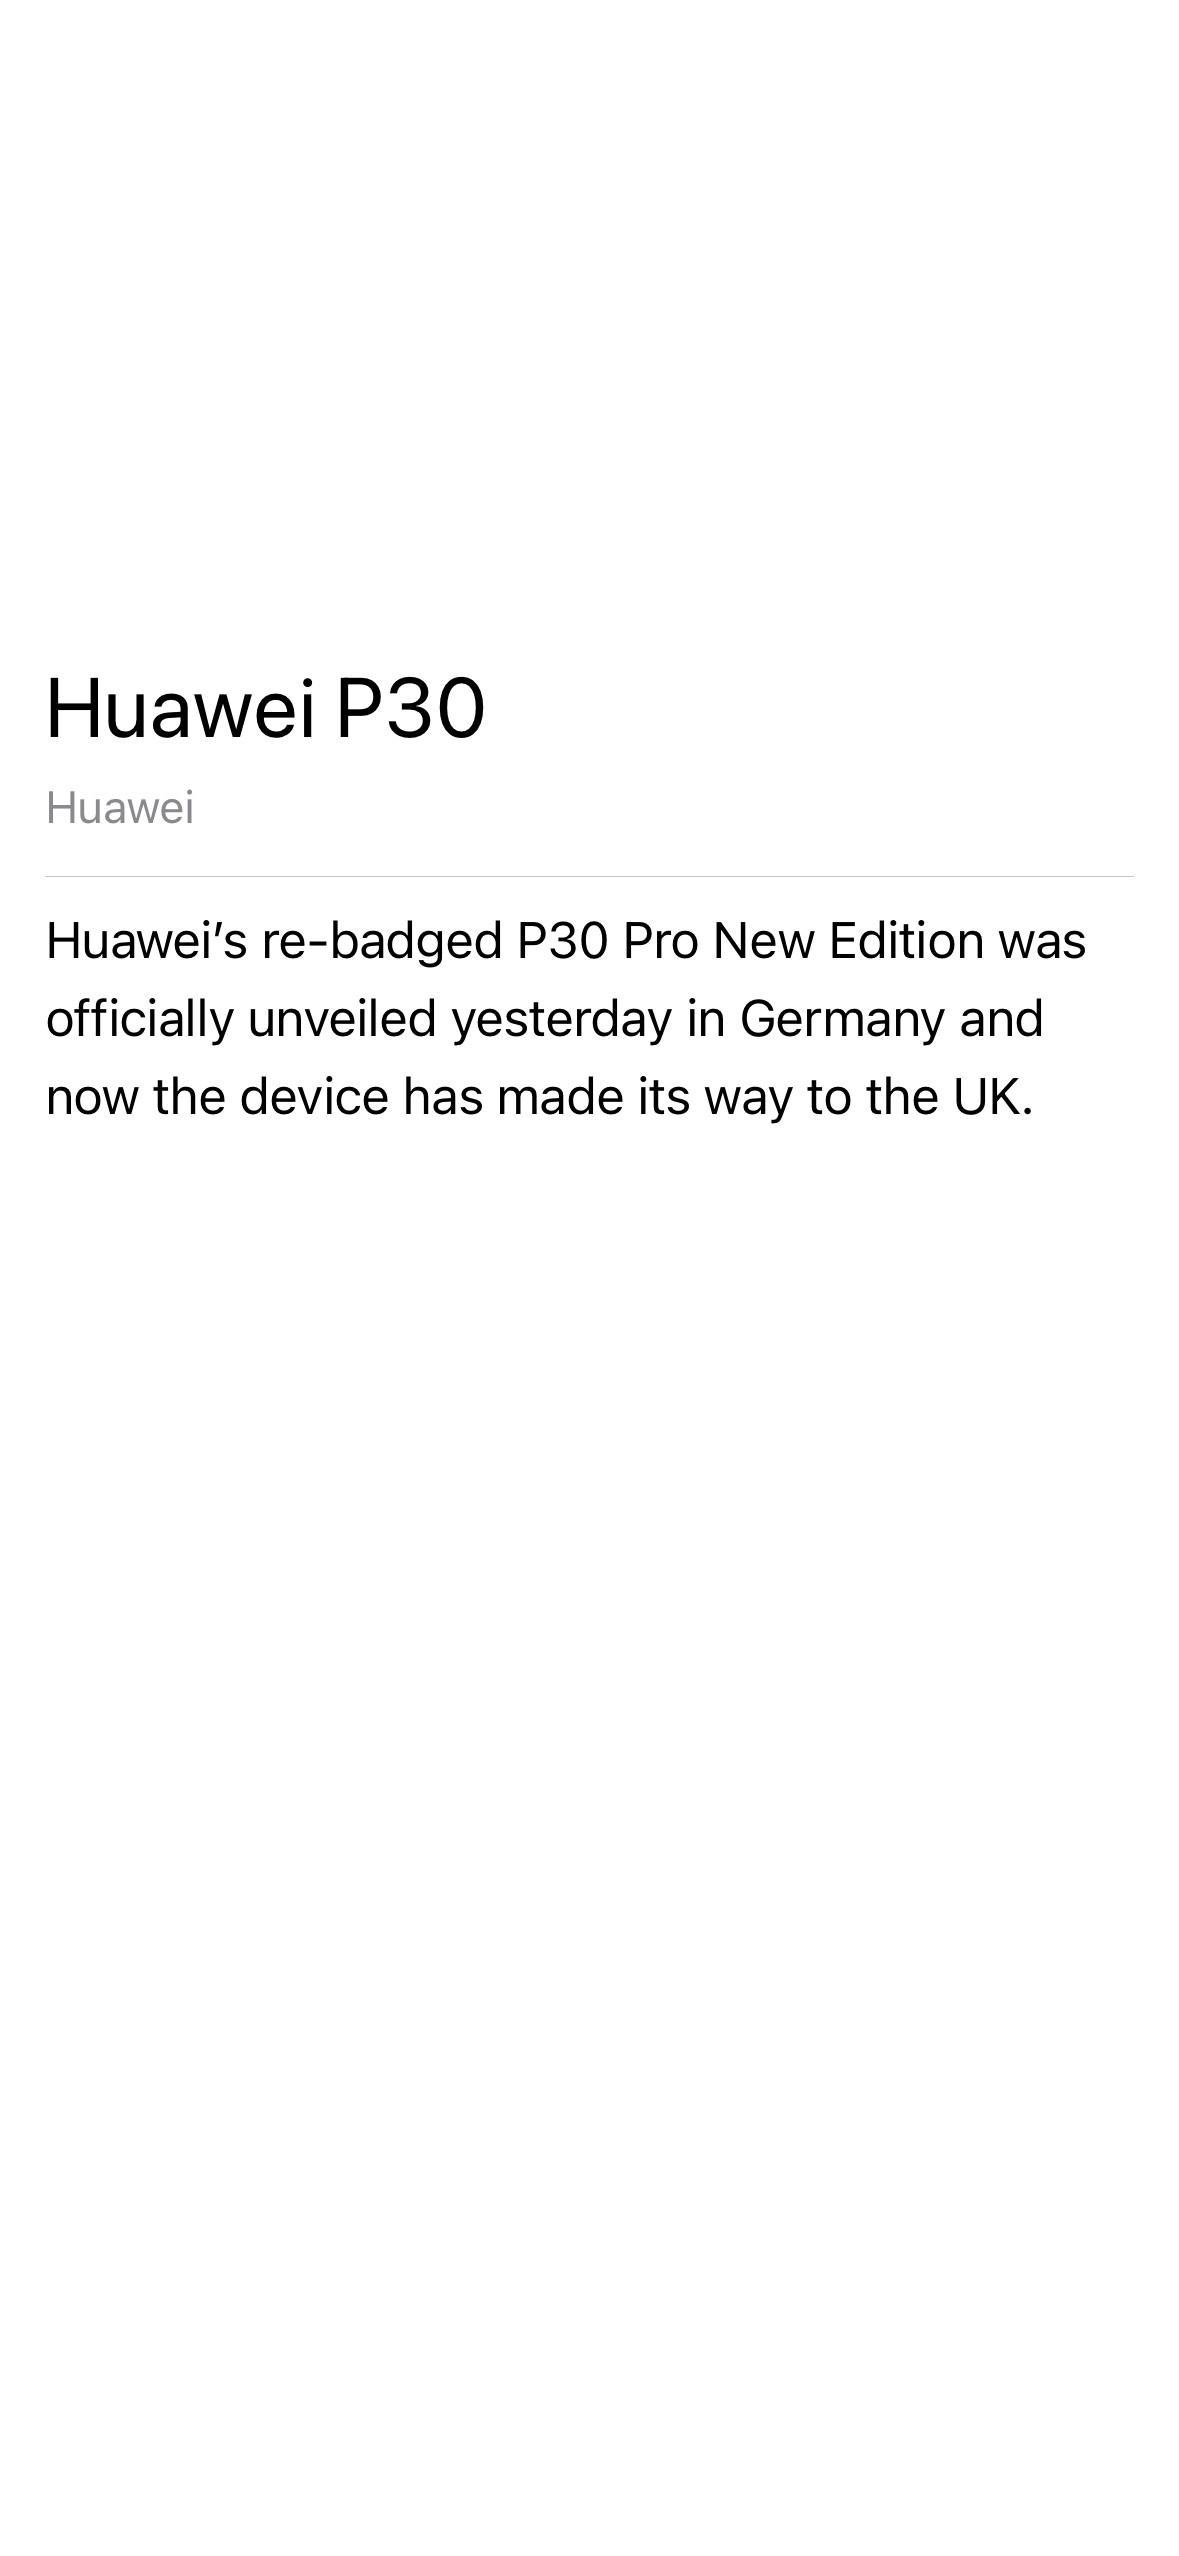 Huawei P30
Huawei
Huawei’s re-badged P30 Pro New Edition was
officially unveiled yesterday in Germany and
now the device has made its way to the UK.